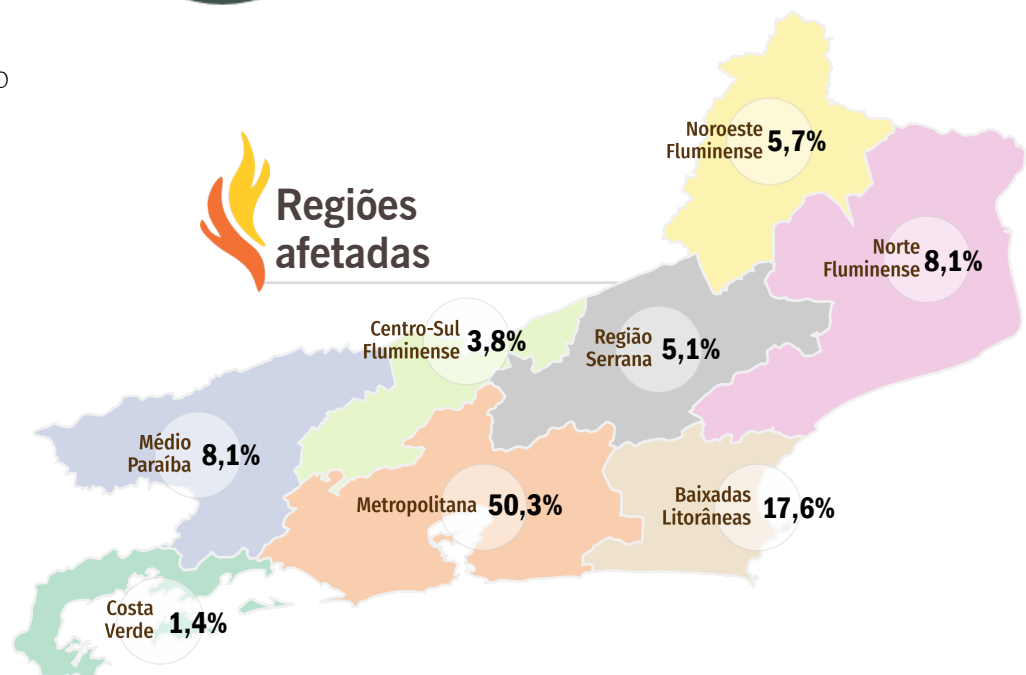 o
Regiões
afetadas
Noroeste
Fluminense
5,7%
Norte
Fluminense
8,1%
Centro-Sul
Fluminense
3,8%
Região
Serrana
5,1%
Médio
Paraíba
8,1%
Metropolitana 50,3%
Baixadas
Litorâneas
17,6%
Costa
Verde
1,4%